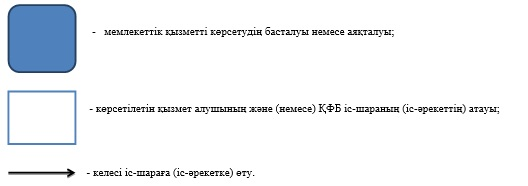 - мемлекеттік қызметті көрсетудің басталуы немесе аяқталуы;
- көрсетілетін қызмет алушының және (немесе) ҚФБ іс-шараның (іс-әрекеттің) атауы;
- келесі іс-шараға (іс-әрекетке) өту.